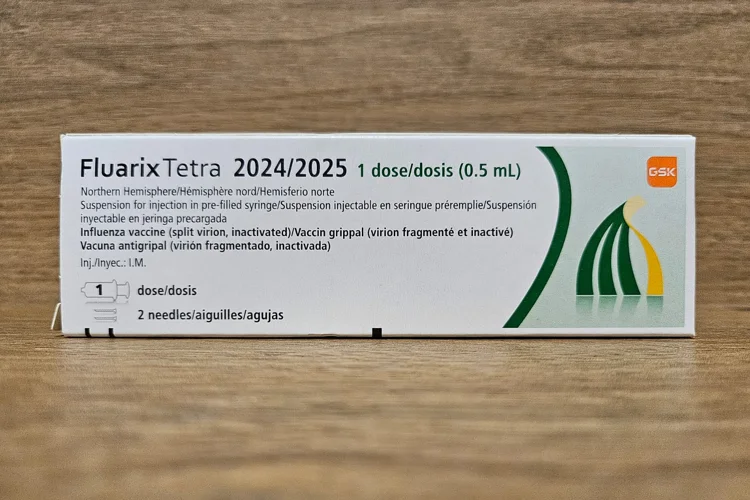 FluarixTetra 2024/2025 1 dose/dosis (0.5 mL)
GSK
Northern Hemisphere/Hémisphère nord/Hemisferio norte
Suspension for injection in pre-filled syringe/Suspension injectable en seringue préremplie/Suspensión
inyectable en jeringa precargada
Influenza vaccine (split virion, inactivated)/Vaccin grippal (virion fragmenté et inactivé)
Vacuna antigripal (virión fragmentado, inactivada)
Inj./Inyec.: I.M.
1 dose/dosis
2 needles/aiguilles/agujas